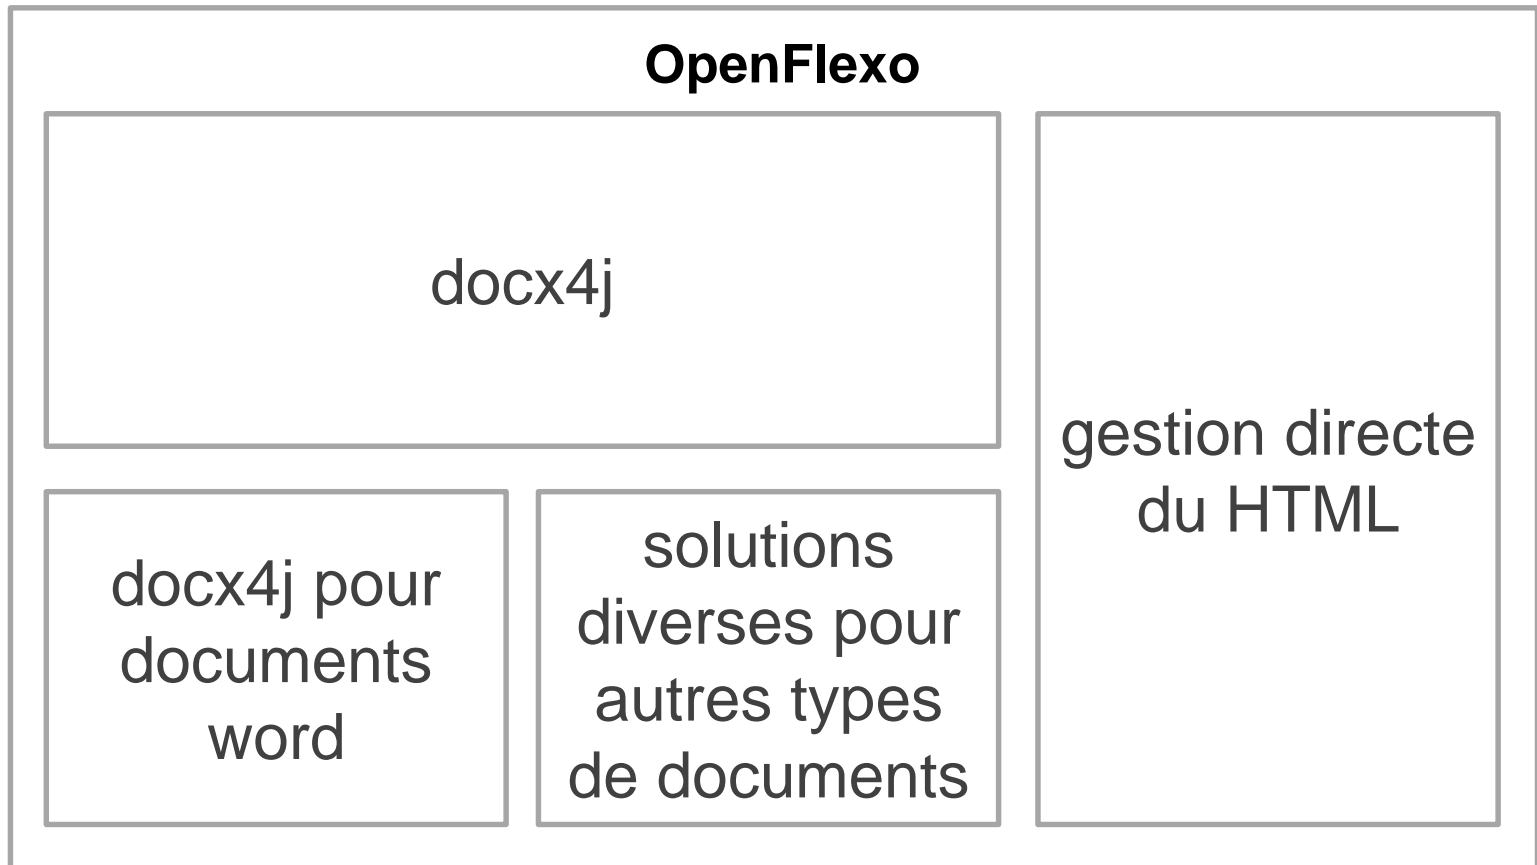 OpenFlexo
docx4j
gestion directe
du HTML
docx4j pour
documents
word
solutions
diverses pour
autres types
de documents